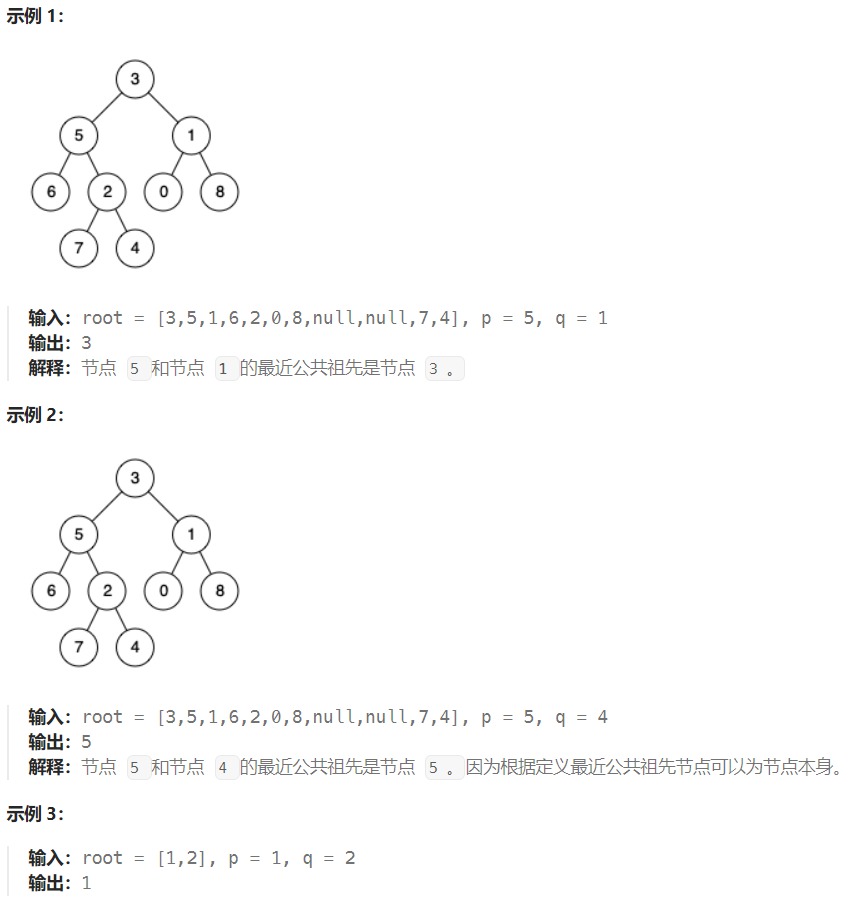 示例 1：
3
5 1
6 2 0 8
7 4
输入：root = [3,5,1,6,2,0,8,null,null,7,4], p = 5, q = 1
输出：3
解释：节点 5 和节点 1 的最近公共祖先是节点 3 。
示例 2：
3
5 1
6 2 0 8
7 4
输入：root = [3,5,1,6,2,0,8,null,null,7,4], p = 5, q = 4
输出：5
解释：节点 5 和节点 4 的最近公共祖先是节点 5 。因为根据定义最近公共祖先节点可以为节点本身。
示例 3：
输入：root = [1,2], p = 1, q = 2
输出：1